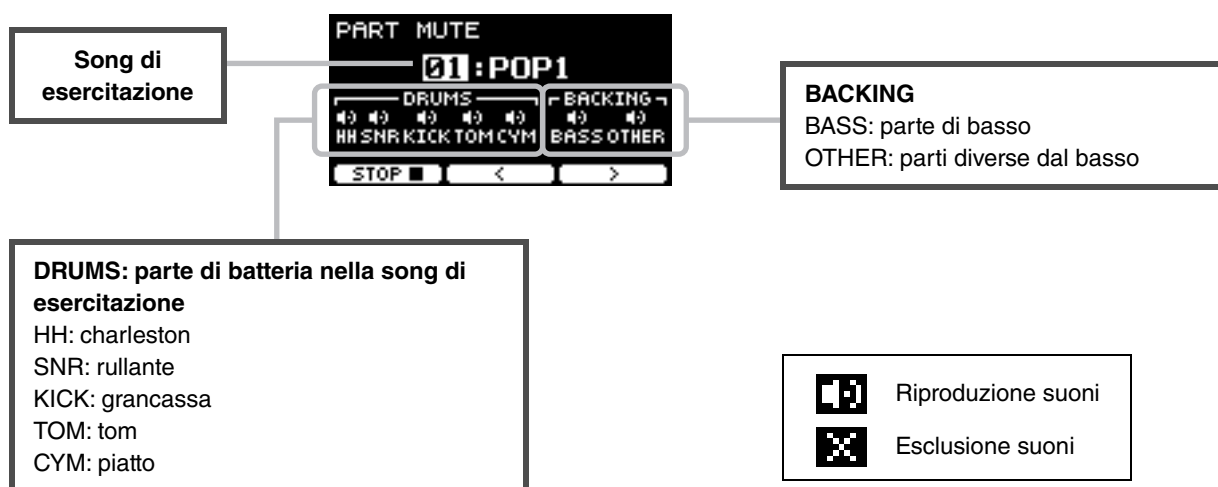 Song di
esercitazione
PART MUTE
01:POP1
DRUMS
HH SNR KICK TOM CYM
BACKING
BASS OTHER
STOP ■ < >
BACKING
BASS: parte di basso
OTHER: parti diverse dal basso
DRUMS: parte di batteria nella song di
esercitazione
HH: charleston
SNR: rullante
KICK: grancassa
TOM: tom
CYM: piatto
Riproduzione suoni
Esclusione suoni